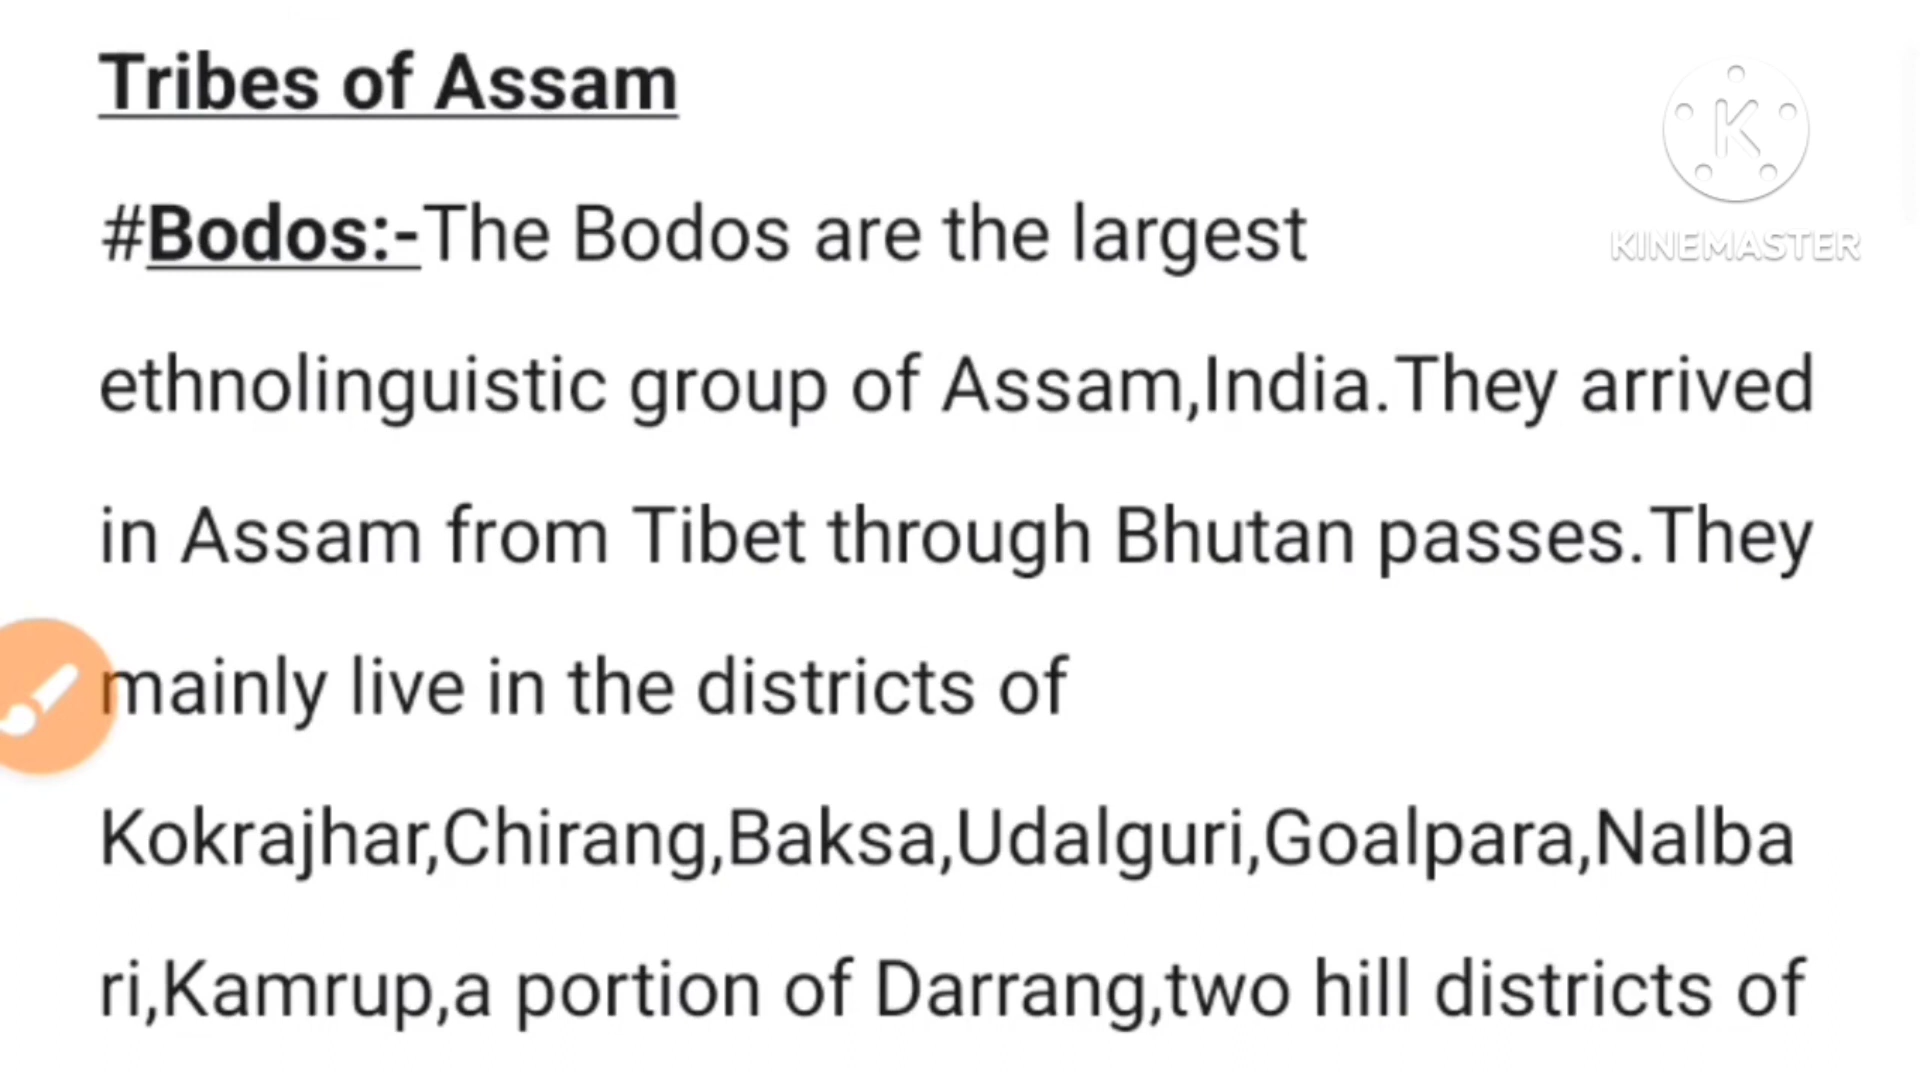 Tribes of Assam
#Bodos:-The Bodos are the largest
ethnolinguistic group of Assam,India.They arrived
in Assam from Tibet through Bhutan passes.They
mainly live in the districts of
Kokrajhar,Chirang,Baksa,Udalguri,Goalpara,Nalba
ri,Kamrup,a portion of Darrang,two hill districts of
K
KINEMASTER